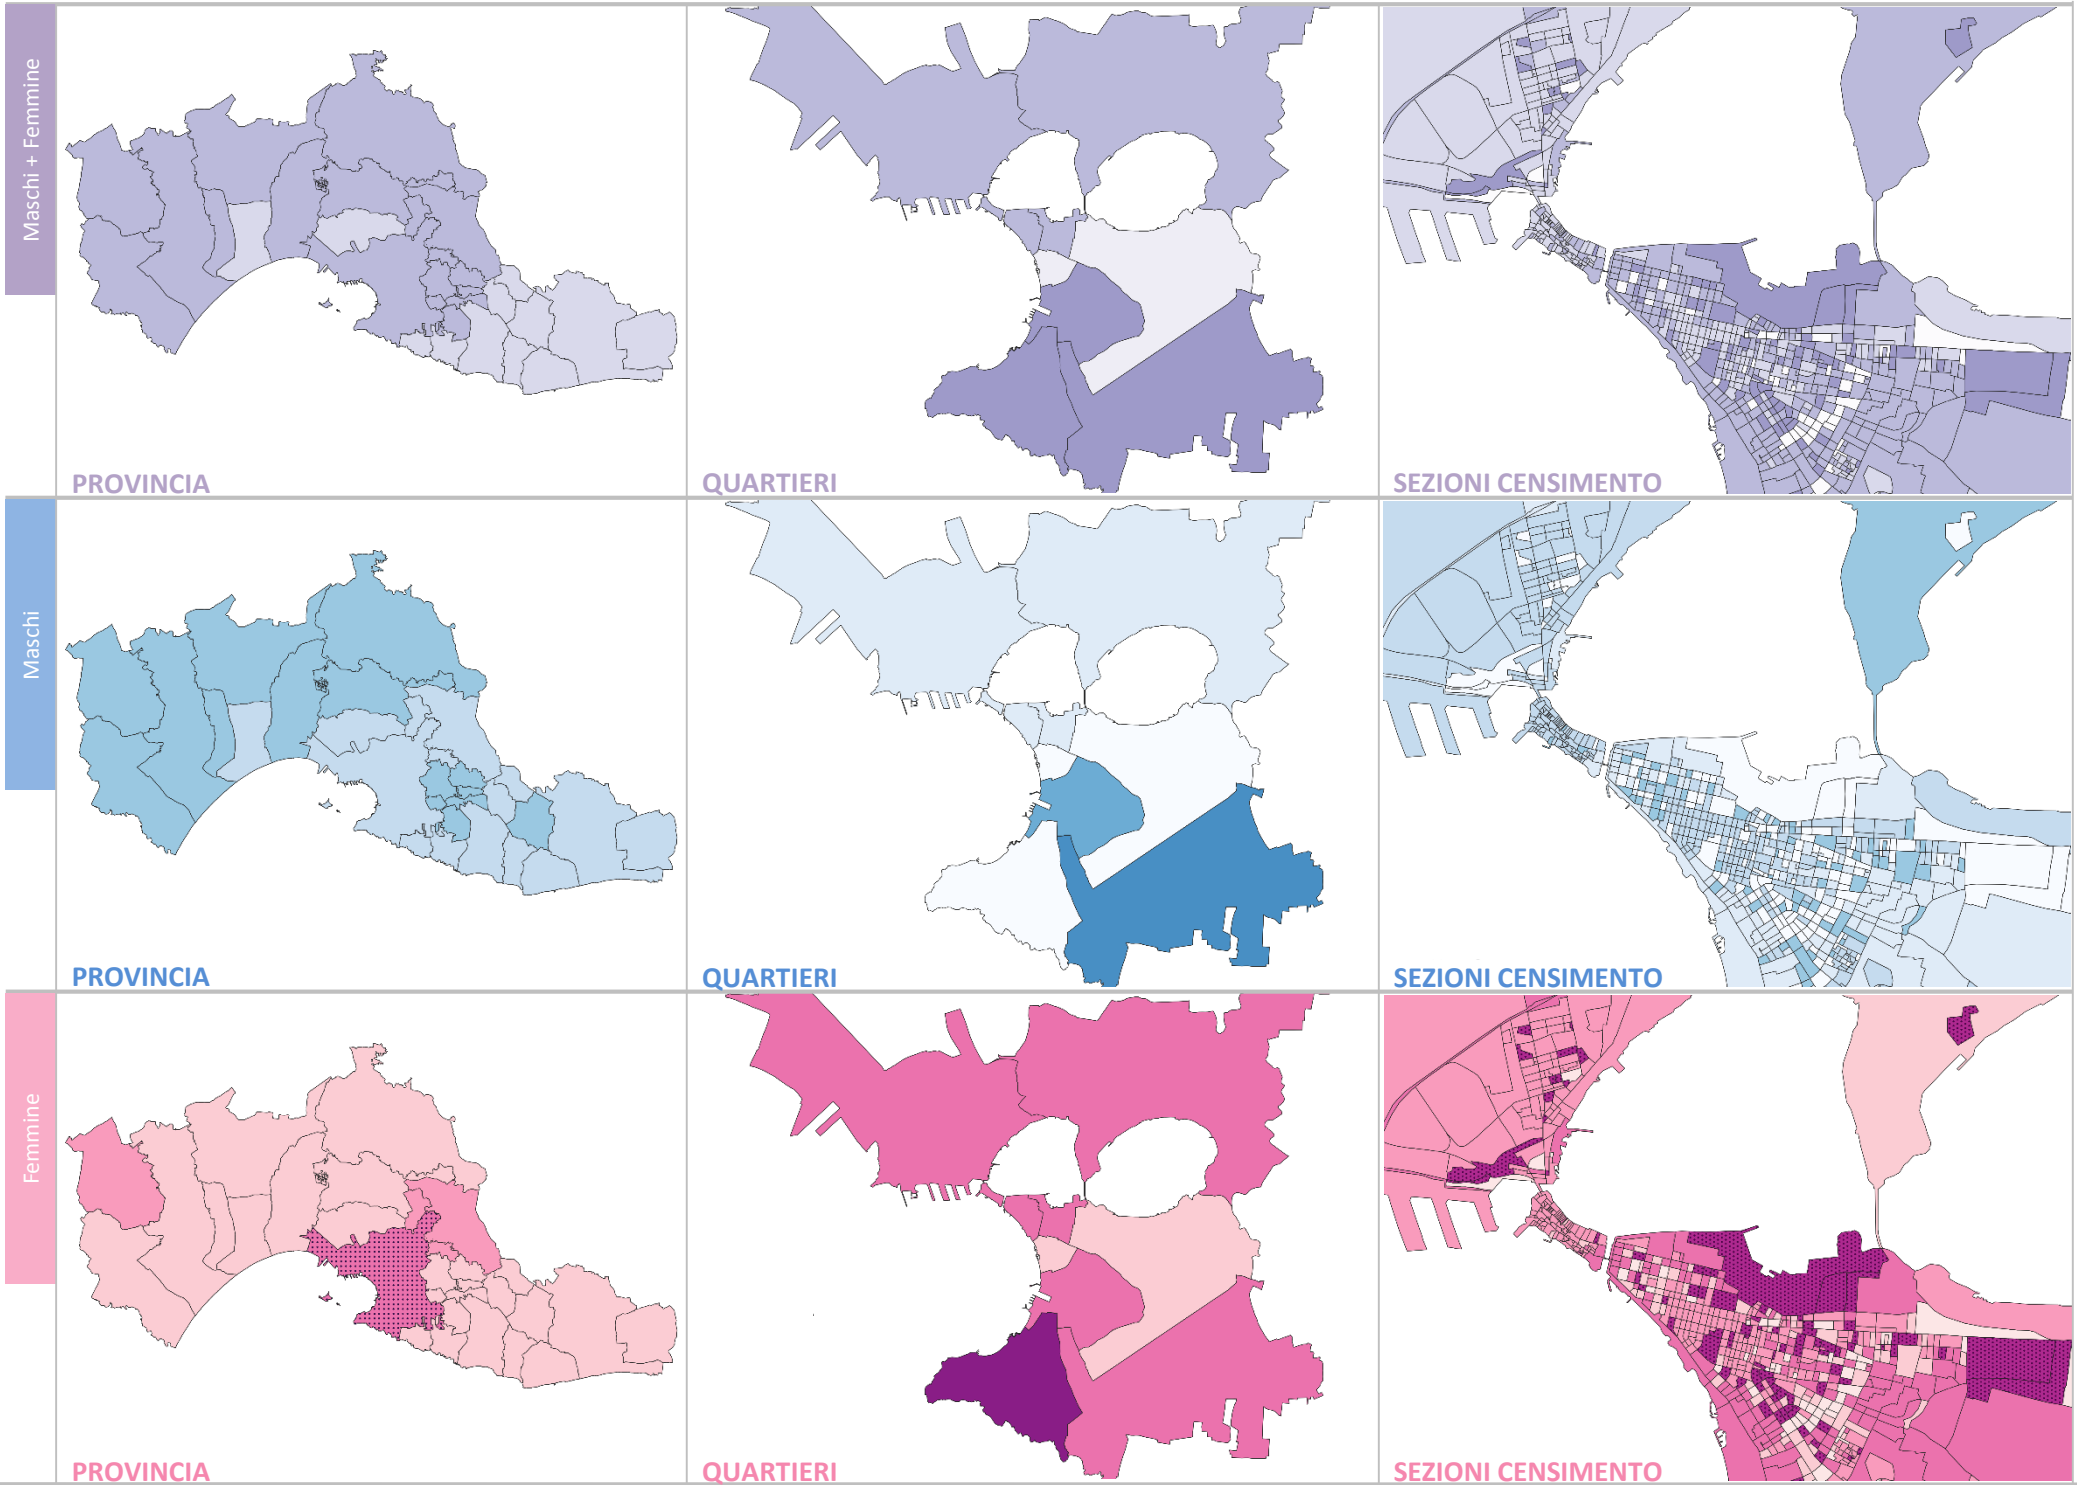 Maschi + Femmine
PROVINCIA
QUARTIERI
SEZIONI CENSIMENTO
Maschi
PROVINCIA
QUARTIERI
SEZIONI CENSIMENTO
Femmine
PROVINCIA
QUARTIERI
SEZIONI CENSIMENTO